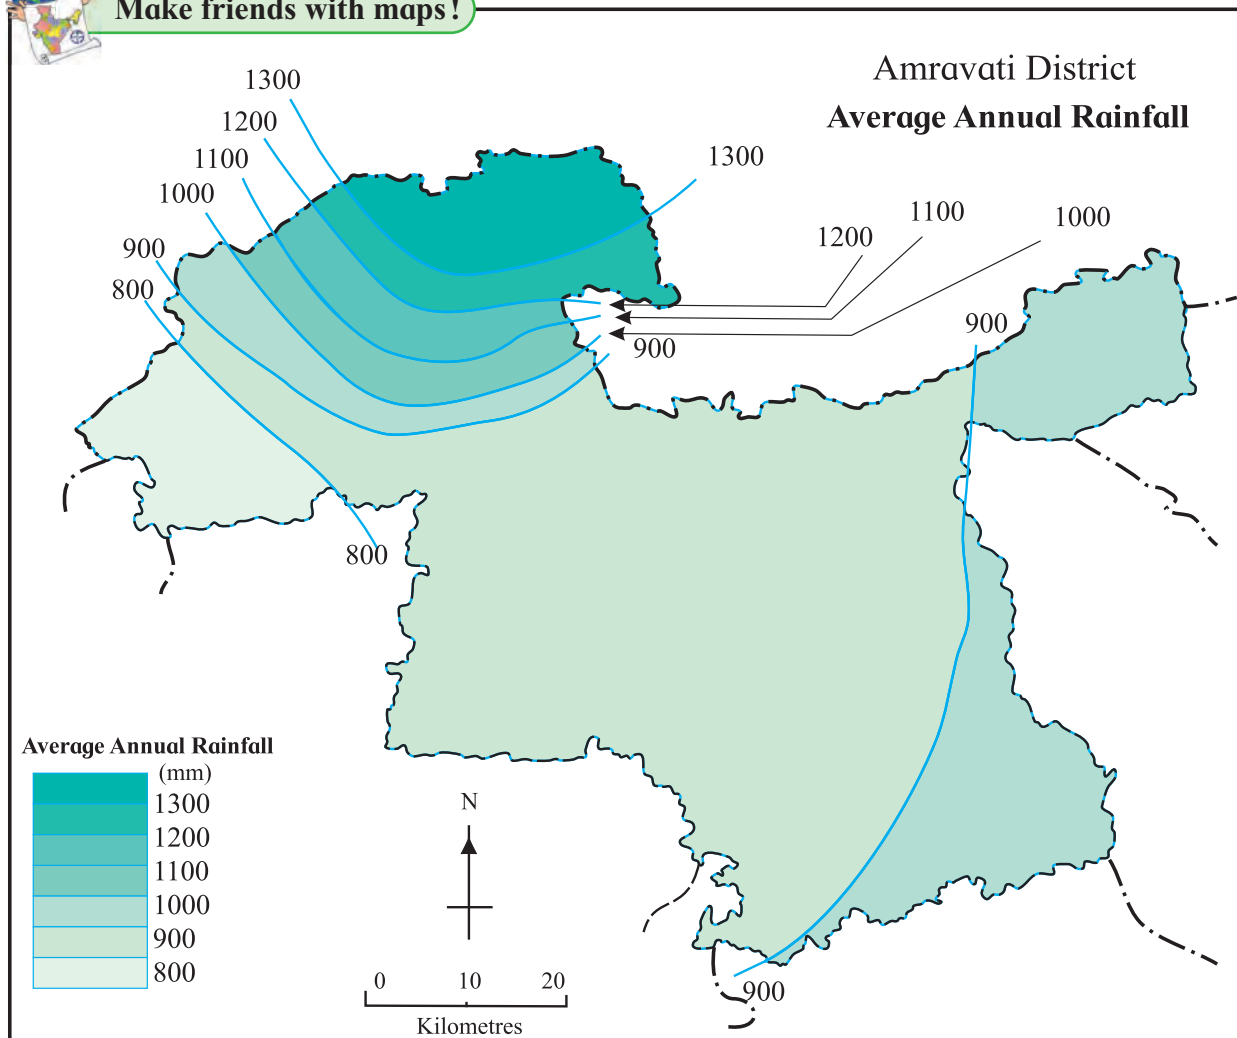 Make friends with maps!
Amravati District
Average Annual Rainfall
1300
1200
1100
1000
900
800
1300
1200
1100
1000
900
900
800
Average Annual Rainfall
(mm)
1300
1200
1100
1000
900
800
N
0 10 20
Kilometres
900